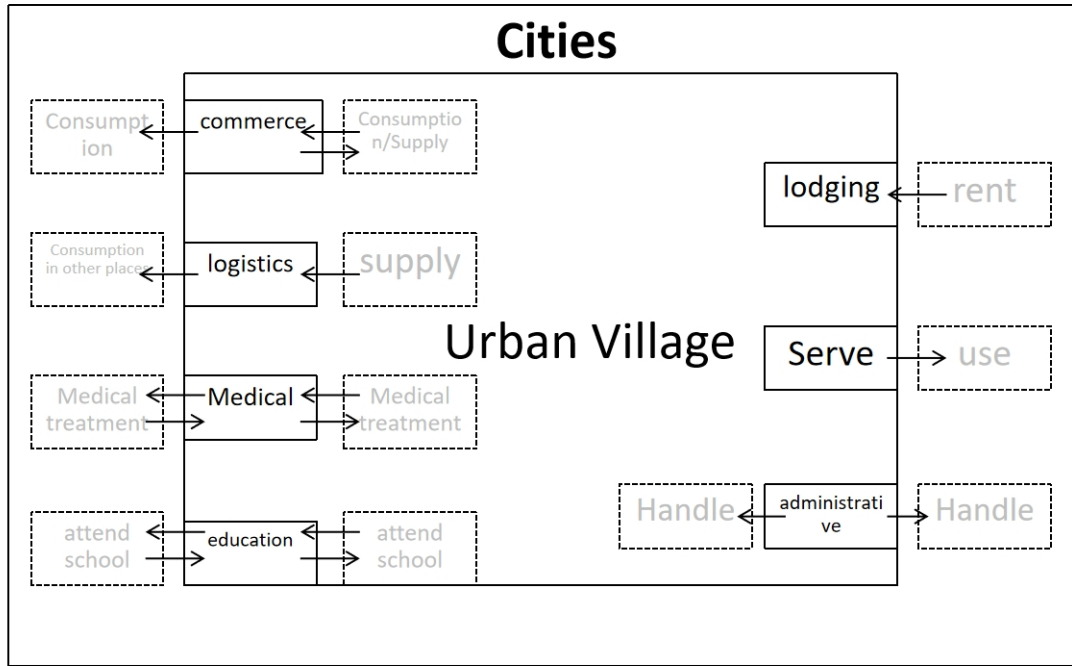 Cities
Consumpt
ion
commerce
Consumptio
n/Supply
lodging
rent
Consumption
in other places
logistics
supply
Urban Village
Serve
use
Medical
treatment
Medical
Medical
treatment
attend
school
education
attend
school
Handle
administrati
ve
Handle